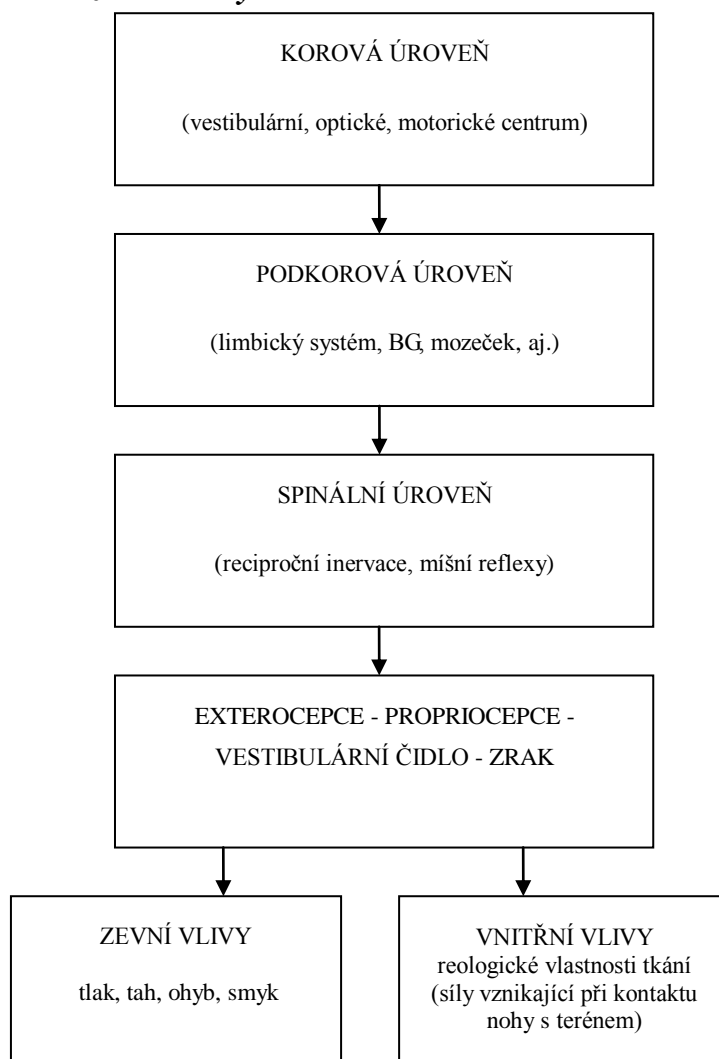 KOROVÁ ÚROVEŇ
(vestibulární, optické, motorické centrum)
PODKOROVÁ ÚROVEŇ
(limbický systém, BG, mozeček, aj.)
SPINÁLNÍ ÚROVEŇ
(reciproční inervace, míšní reflexy)
EXTEROCEPCE - PROPRIOCEPCE -
VESTIBULÁRNÍ ČIDLO - ZRAK
ZEVNÍ VLIVY
tlak, tah, ohyb, smyk
VNITŘNÍ VLIVY
reologické vlastnosti tkání
(síly vznikající při kontaktu
nohy s terénem)